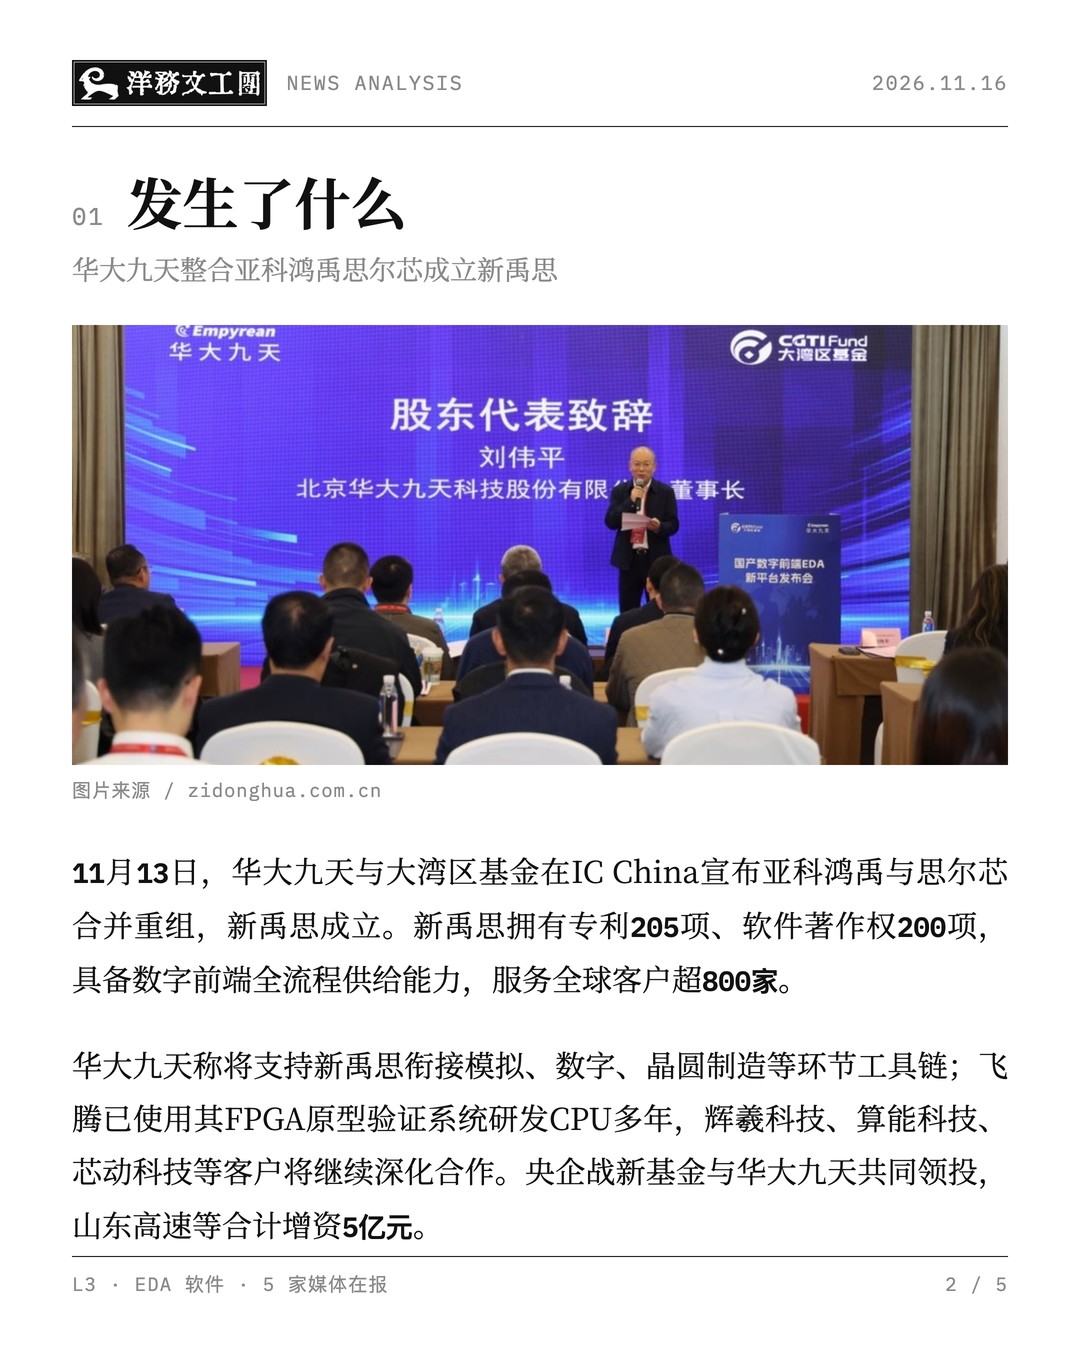 洋務文工團 NEWS ANALYSIS 2026.11.16
01 发生了什么
华大九天整合亚科鸿禹思尔芯成立新禹思
Empyrean
华大九天
CGTI Fund
大湾区基金
股东代表致辞
刘伟平
北京华大九天科技股份有限 董事长
国产数字前端EDA
新平台发布会
图片来源 / zidonghua.com.cn
11月13日，华大九天与大湾区基金在IC China宣布亚科鸿禹与思尔芯
合并重组，新禹思成立。新禹思拥有专利205项、软件著作权200项，
具备数字前端全流程供给能力，服务全球客户超800家。
华大九天称将支持新禹思衔接模拟、数字、晶圆制造等环节工具链；飞
腾已使用其FPGA原型验证系统研发CPU多年，辉羲科技、算能科技、
芯动科技等客户将继续深化合作。央企战新基金与华大九天共同领投，
山东高速等合计增资5亿元。
L3 · EDA 软件 · 5 家媒体在报 2 / 5